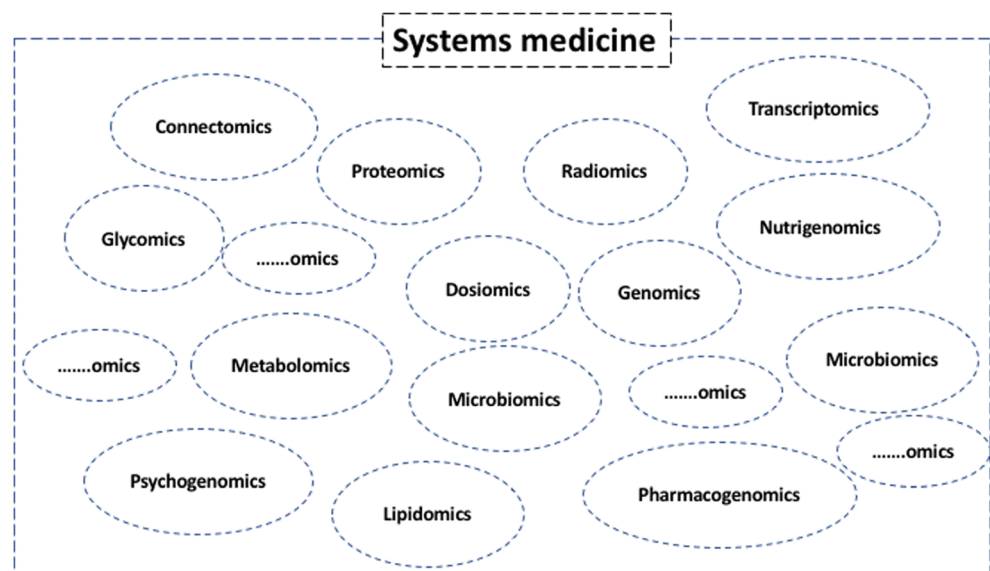 Systems medicine
Connectomics
Transcriptomics
Proteomics
Radiomics
Glycomics
.......omics
Nutrigenomics
Dosiomics
Genomics
.......omics
Metabolomics
Microbiomics
.......omics
Microbiomics
.......omics
Psychogenomics
Lipidomics
Pharmacogenomics